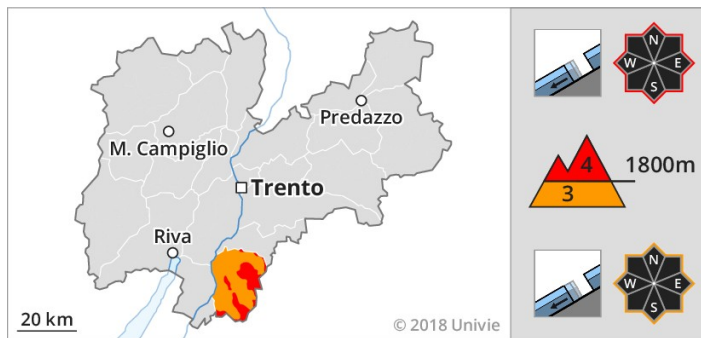 Predazzo
M. Campiglio
Trento
Riva
20 km
© 2018 Univie
N
W E
S
4 1800m
3
N
W E
S